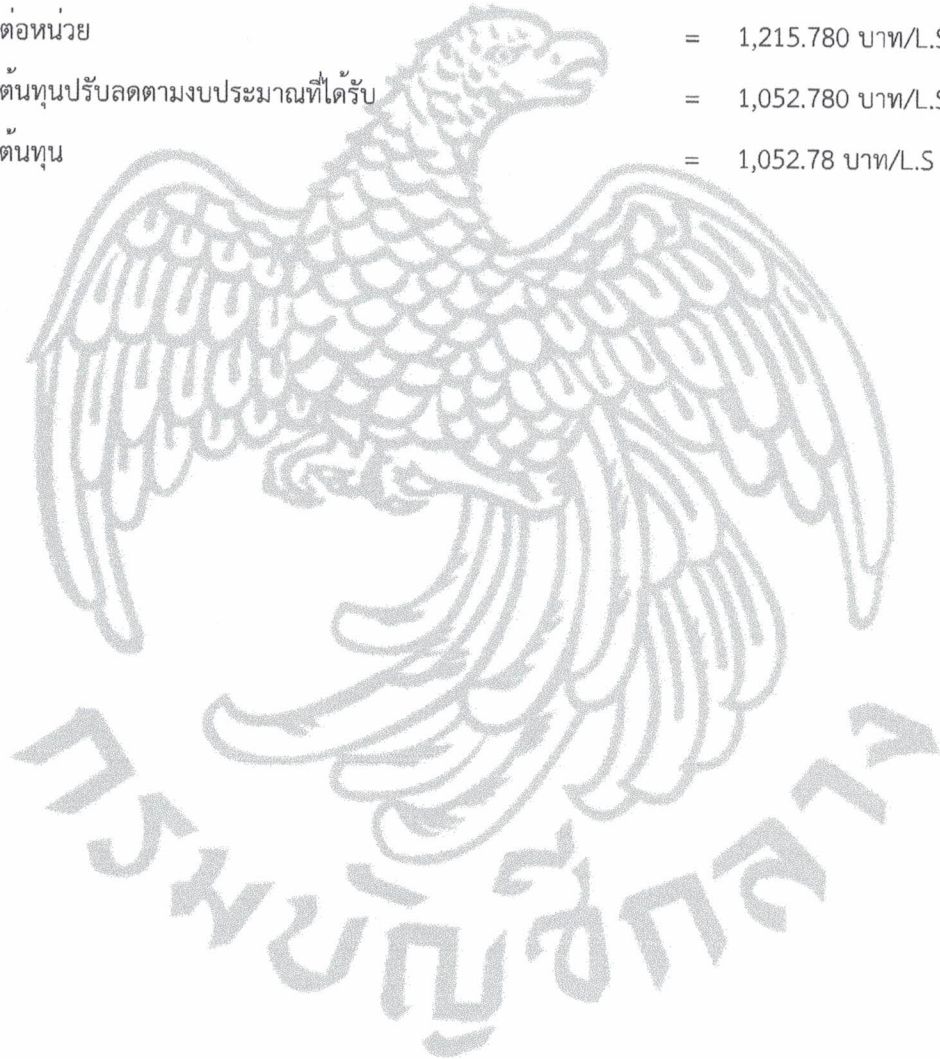 ต่อหน่วย = 1,215.780 บาท/L.S
ต้นทุนปรับลดตามงบประมาณที่ได้รับ = 1,052.780 บาท/L.S
ต้นทุน = 1,052.78 บาท/L.S
กรมบัญชีกลาง